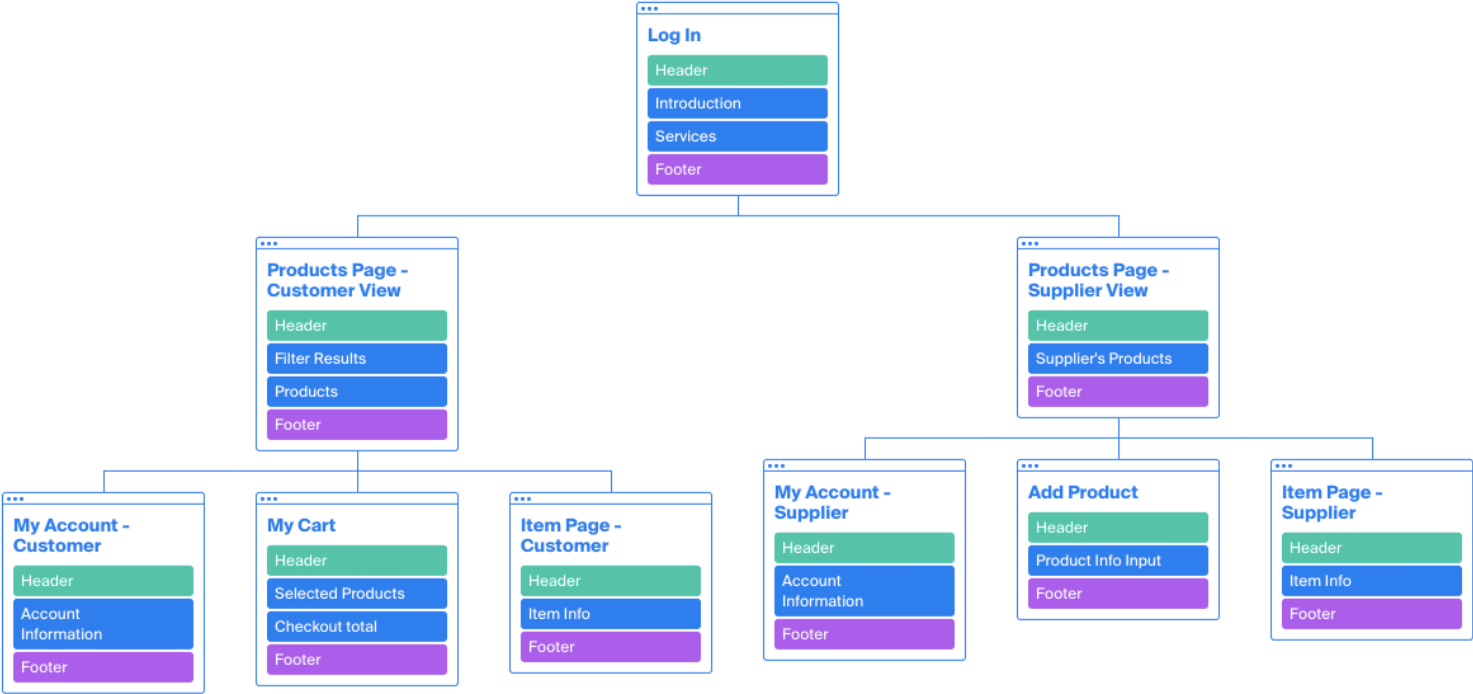 Log In
Header
Introduction
Services
Footer
Products Page -
Customer View
Header
Filter Results
Products
Footer
Products Page -
Supplier View
Header
Supplier's Products
Footer
My Account -
Customer
Header
Account
Information
Footer
My Cart
Header
Selected Products
Checkout total
Footer
Item Page -
Customer
Header
Item Info
Footer
My Account -
Supplier
Header
Account
Information
Footer
Add Product
Header
Product Info Input
Footer
Item Page -
Supplier
Header
Item Info
Footer